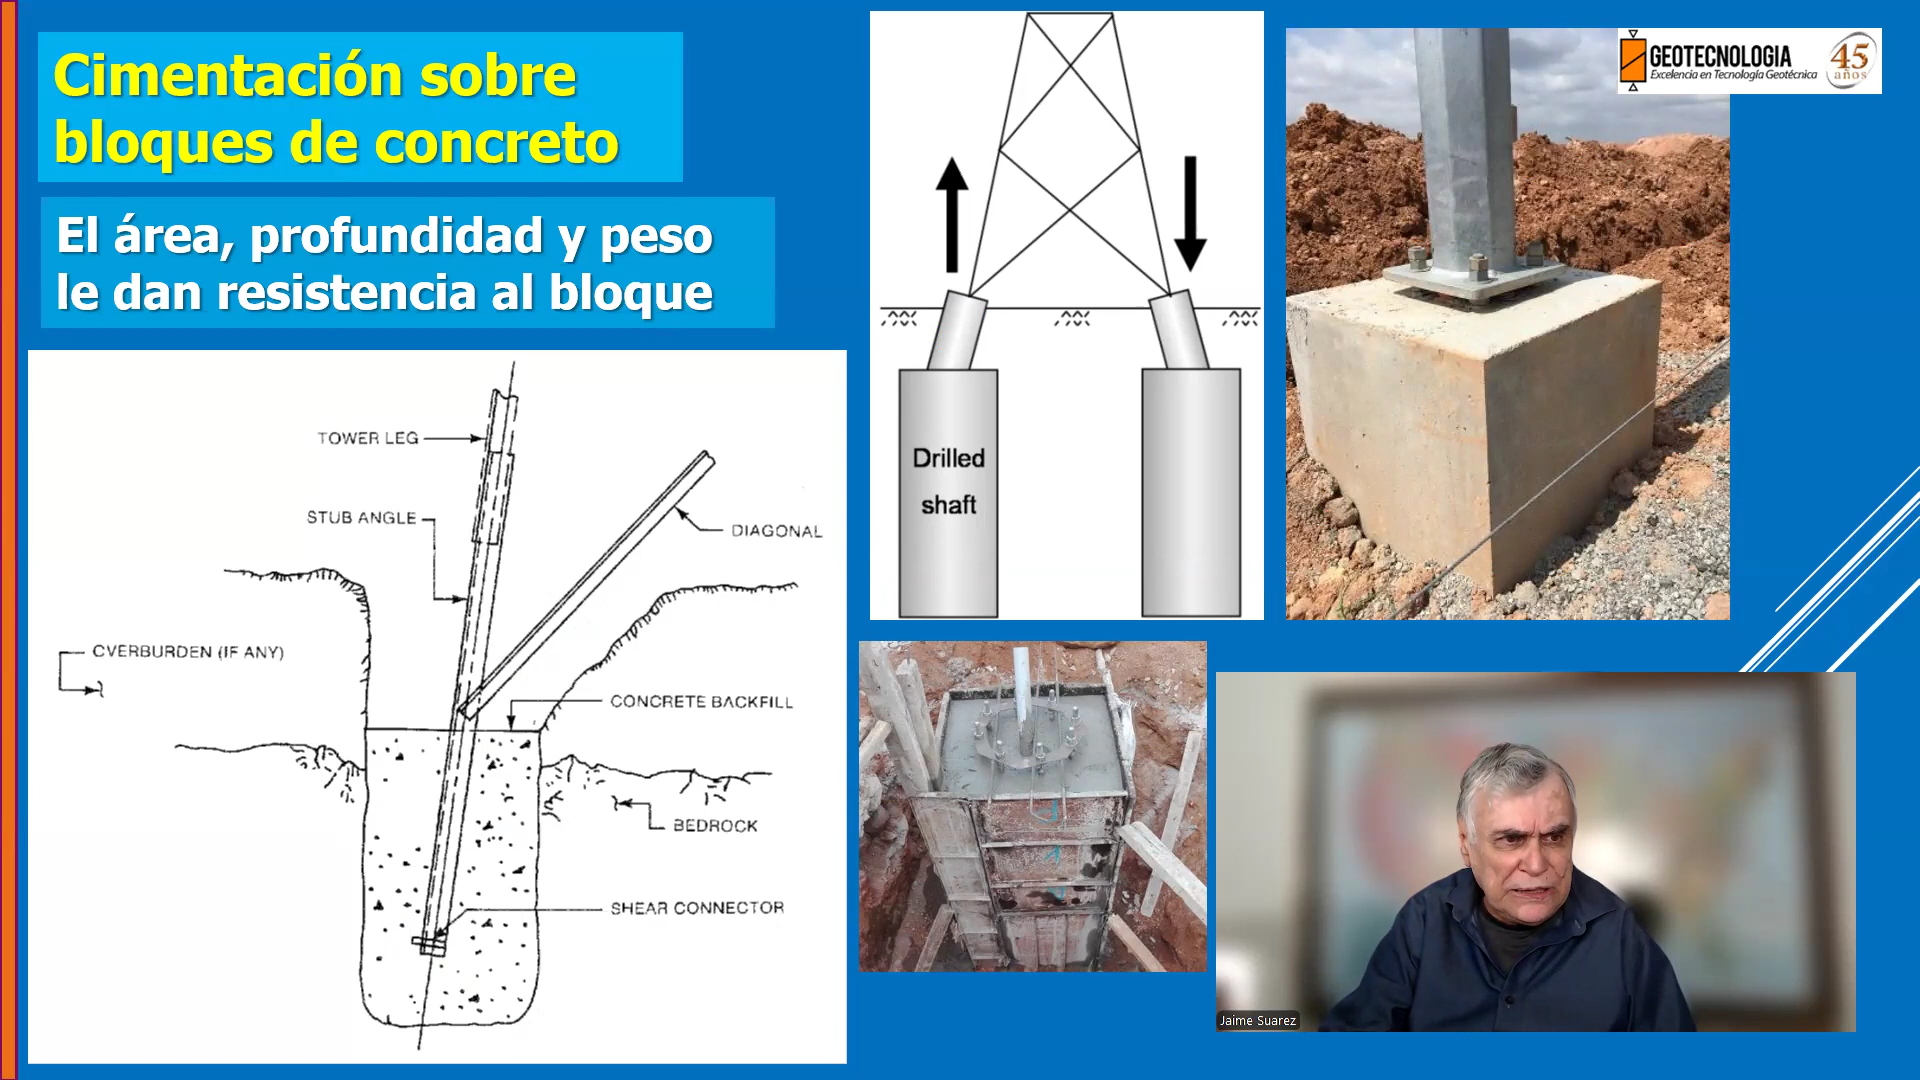 Cimentación sobre
bloques de concreto
El área, profundidad y peso
le dan resistencia al bloque
TOWER LEG
STUB ANGLE
DIAGONAL
OVERBURDEN (IF ANY)
CONCRETE BACKFILL
BEDROCK
SHEAR CONNECTOR
Drilled
shaft
GEOTECNOLOGIA
Excelencia en Tecnología Geotécnica
45
años
Jaime Suarez